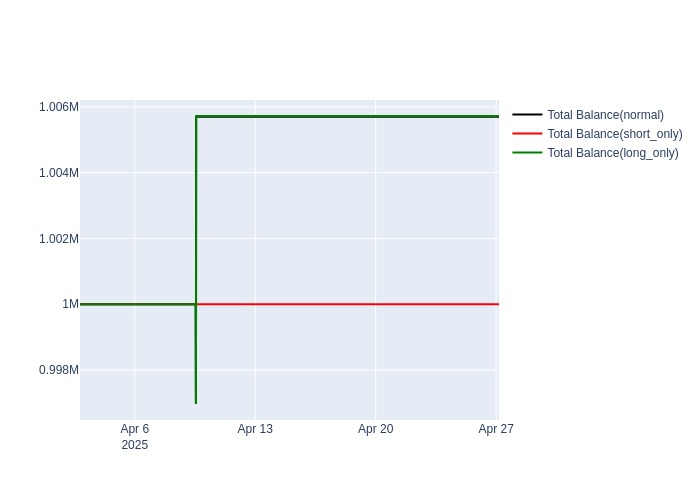 1.006M
1.004M
1.002M
1M
0.998M
Apr 6
2025
Apr 13
Apr 20
Apr 27
Total Balance(normal)
Total Balance(short_only)
Total Balance(long_only)